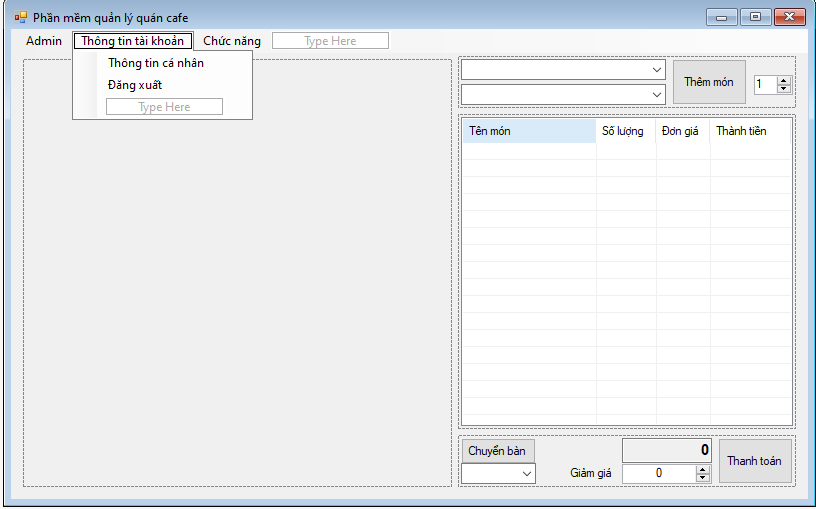 Phần mềm quản lý quán cafe
Admin Thông tin tài khoản Chức năng Type Here
Thông tin cá nhân
Đăng xuất
Type Here
Thêm món 1
Tên món Số lượng Đơn giá Thành tiền
Chuyển bàn 0
Giảm giá 0
Thanh toán